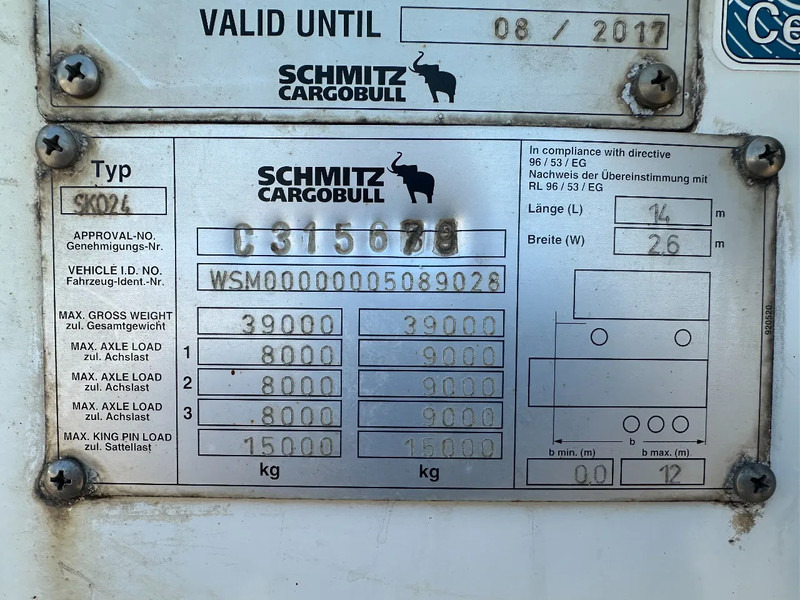 VALID UNTIL 08 / 2017
Ce
SCHMITZ
CARGOBULL
Typ
SKO24
SCHMITZ
CARGOBULL
In compliance with directive
96 / 53 / EG
Nachweis der Übereinstimmung mit
RL 96 / 53 / EG
Länge (L) 14 m
Breite (W) 2.6 m
APPROVAL-NO.
Genehmigungs-Nr.
VEHICLE I.D. NO. WSM00000005089028
Fahrzeug-Ident.-Nr.
MAX. GROSS WEIGHT 39000 39000
zul. Gesamtgewicht
MAX. AXLE LOAD 1 8000 9000
zul. Achslast
MAX. AXLE LOAD 2 8000 9000
zul. Achslast
MAX. AXLE LOAD 3 8000 9000
zul. Achslast
MAX. KING PIN LOAD 15000 15000
zul. Sattellast
kg kg
920520
b
b min. (m) b max. (m)
0.0 12